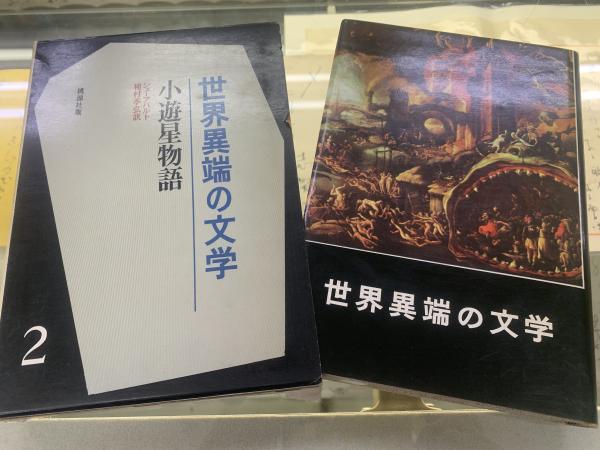 世界異端の文学
小遊星物語
シェーアバルト
種村季弘訳
桃源社版
2
世界異端の文学